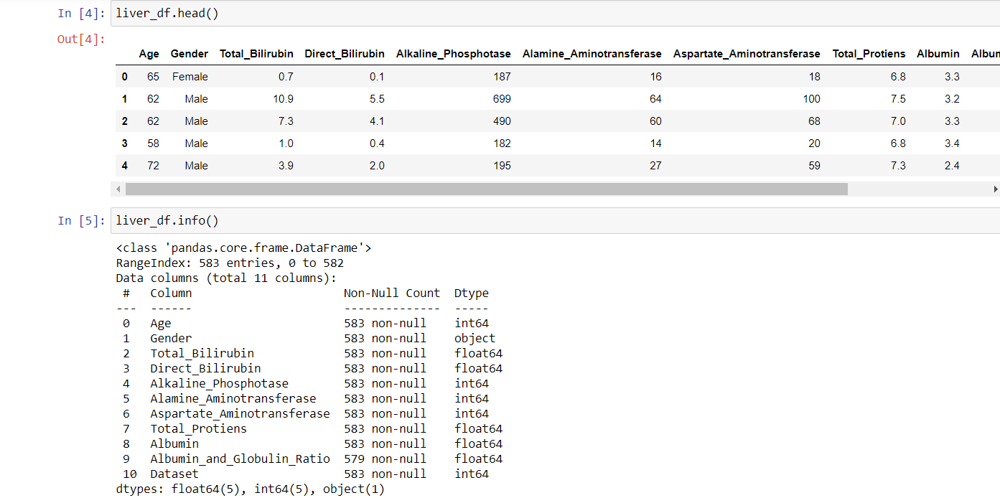 In [4]: liver_df.head()
Out[4]:
Age Gender Total_Bilirubin Direct_Bilirubin Alkaline_Phosphotase Alamine_Aminotransferase Aspartate_Aminotransferase Total_Protiens Albumin Albun
0 65 Female 0.7 0.1 187 16 18 6.8 3.3
1 62 Male 10.9 5.5 699 64 100 7.5 3.2
2 62 Male 7.3 4.1 490 60 68 7.0 3.3
3 58 Male 1.0 0.4 182 14 20 6.8 3.4
4 72 Male 3.9 2.0 195 27 59 7.3 2.4
In [5]: liver_df.info()
<class 'pandas.core.frame.DataFrame'>
RangeIndex: 583 entries, 0 to 582
Data columns (total 11 columns):
# Column Non-Null Count Dtype
--- ------ -------------- -----
0 Age 583 non-null int64
1 Gender 583 non-null object
2 Total_Bilirubin 583 non-null float64
3 Direct_Bilirubin 583 non-null float64
4 Alkaline_Phosphotase 583 non-null int64
5 Alamine_Aminotransferase 583 non-null int64
6 Aspartate_Aminotransferase 583 non-null int64
7 Total_Protiens 583 non-null float64
8 Albumin 583 non-null float64
9 Albumin_and_Globulin_Ratio 579 non-null float64
10 Dataset 583 non-null int64
dtypes: float64(5), int64(5), object(1)